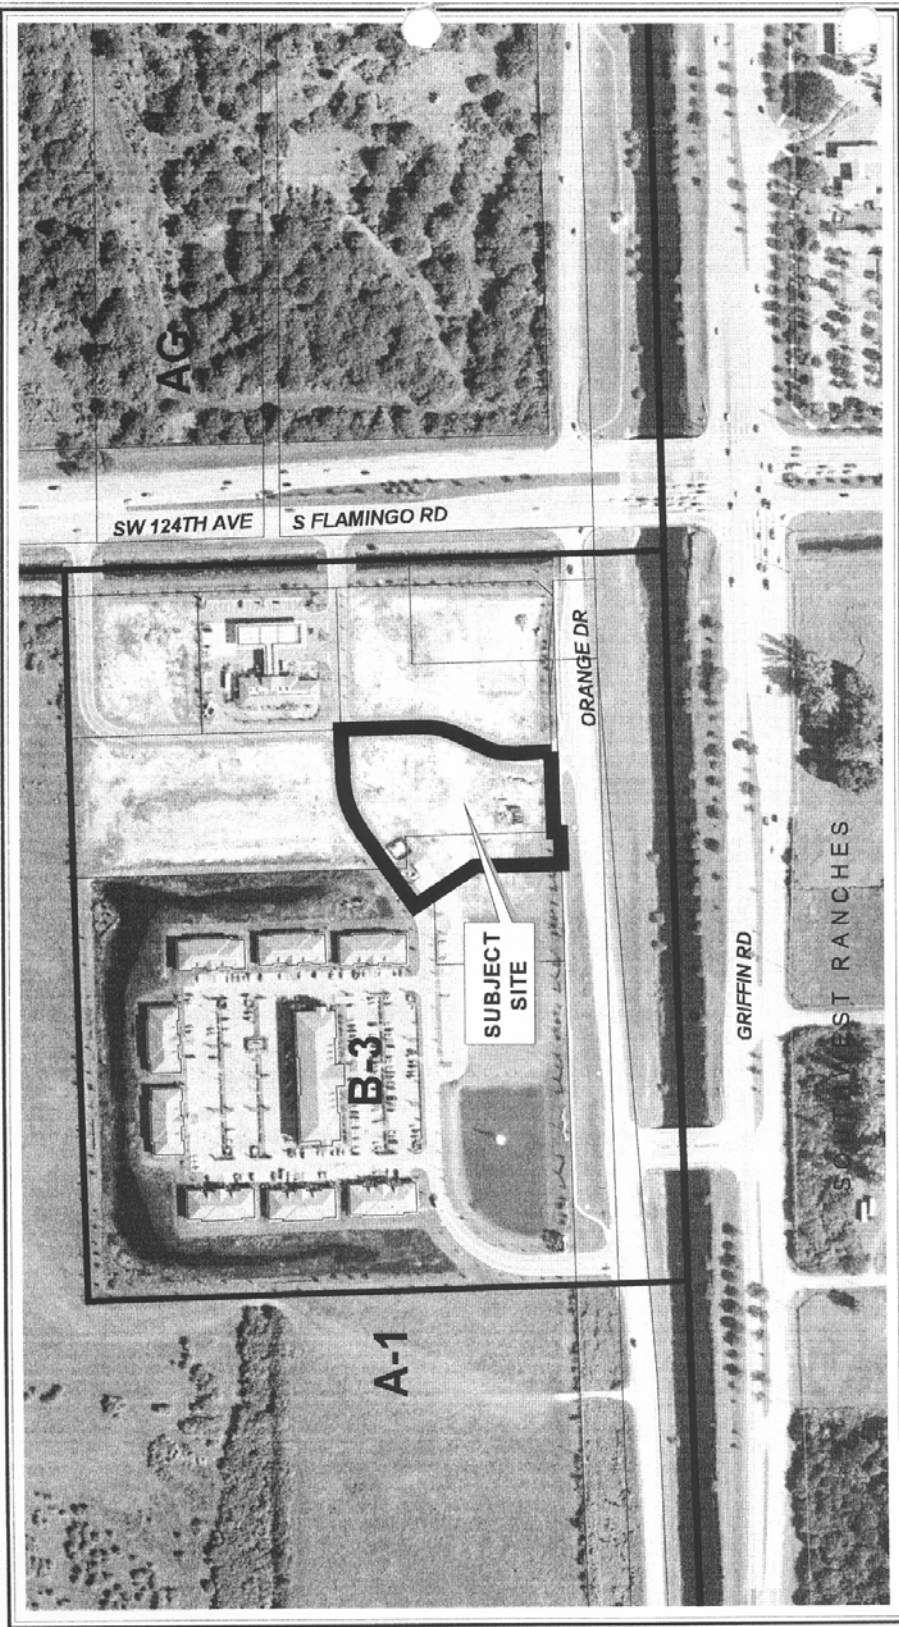 AG
SW 124TH AVE
S FLAMINGO RD
ORANGE DR
SUBJECT
SITE
B-3
GRIFFIN RD
SOUTHWEST RANCHES
A-1